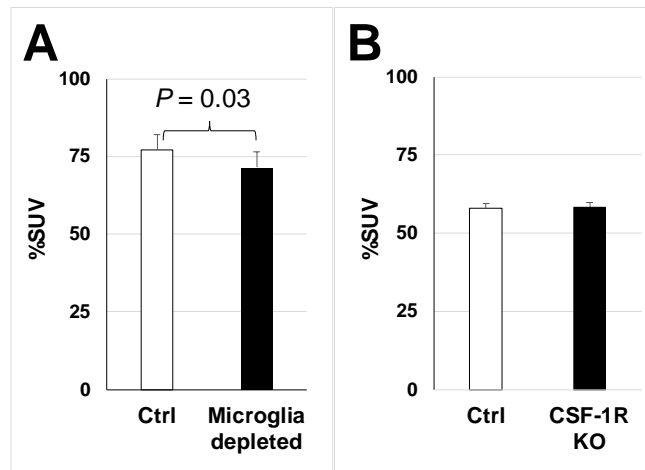 A
100
P = 0.03
75
%SUV
50
25
0
Ctrl
Microglia
depleted
B
100
75
%SUV
50
25
0
Ctrl
CSF-1R
KO